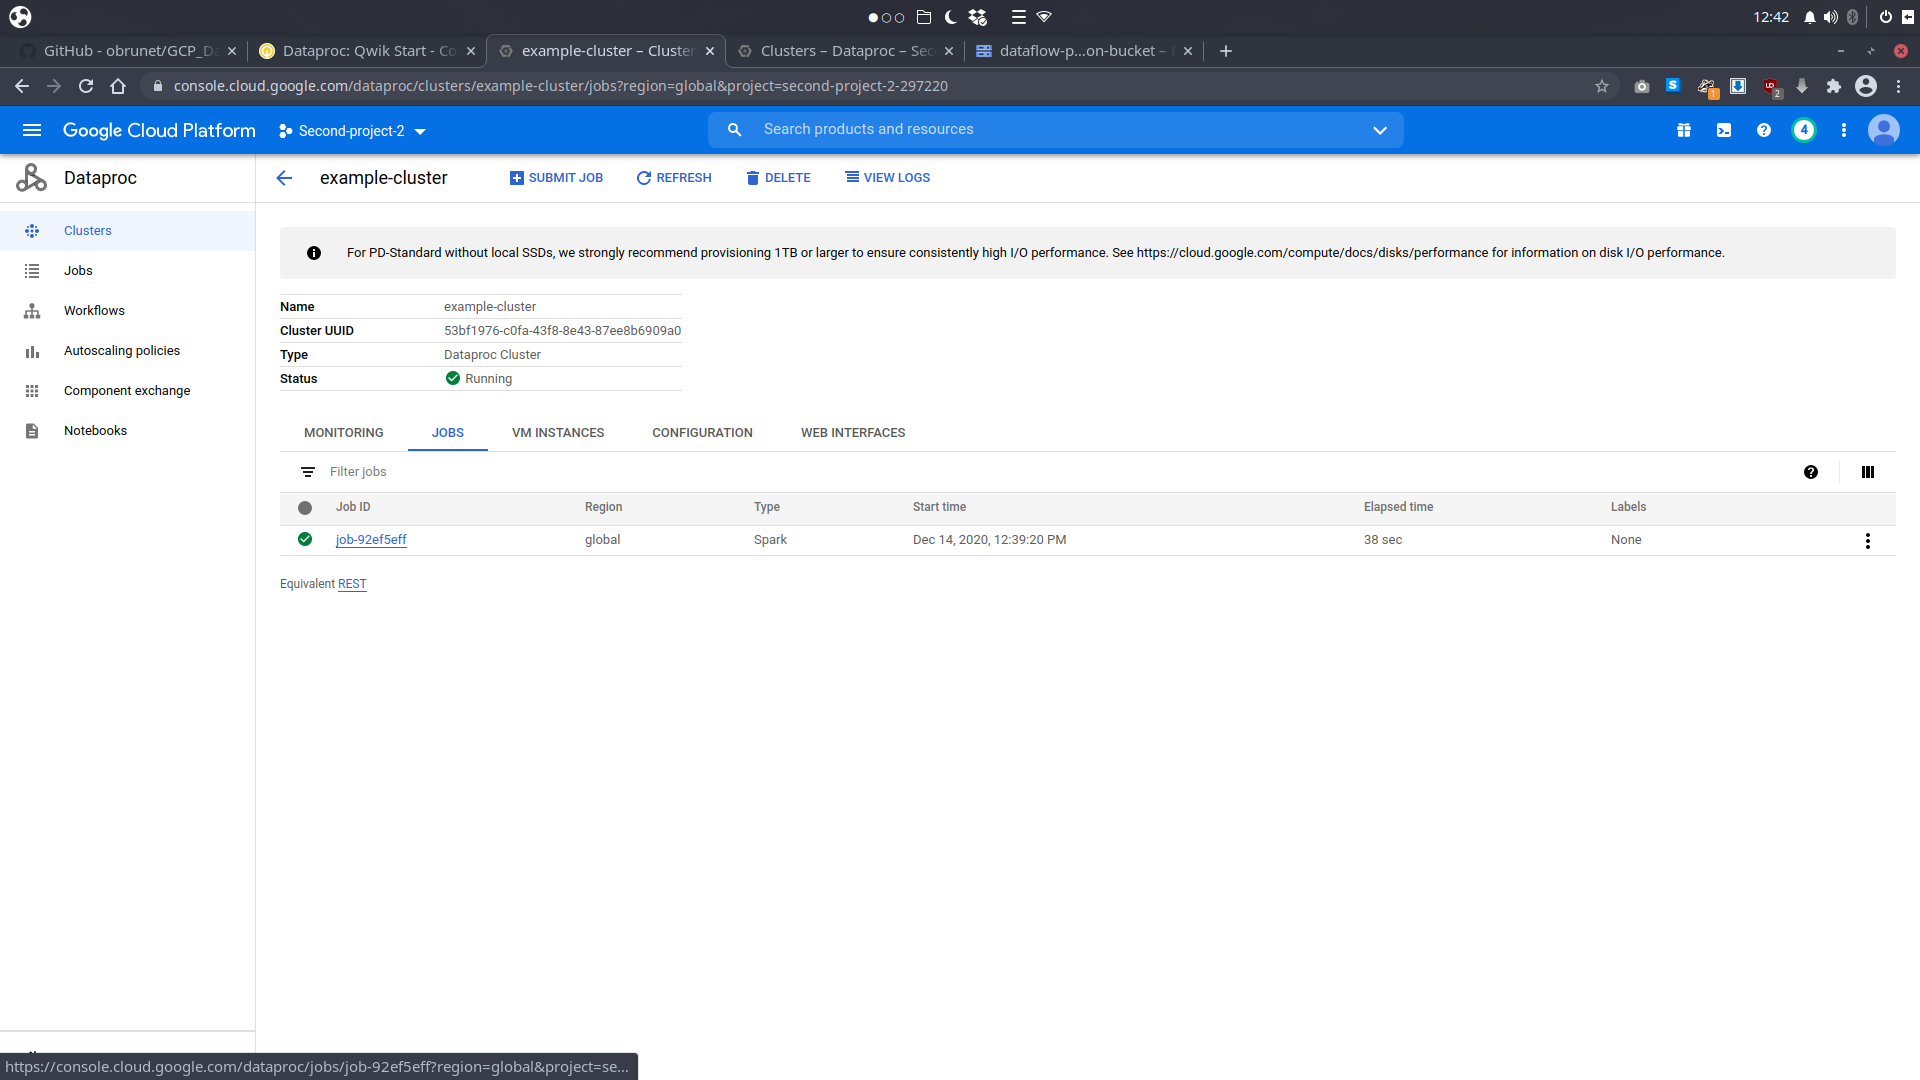 12:42
GitHub - obrunet/GCP_Da
Dataproc: Qwik Start - Co
example-cluster – Cluster
Clusters – Dataproc – Sec
dataflow-p...on-bucket –
console.cloud.google.com/dataproc/clusters/example-cluster/jobs?region=global&project=second-project-2-297220
S
1
UD
2
Google Cloud Platform
Second-project-2
Search products and resources
4
Dataproc
example-cluster
SUBMIT JOB
REFRESH
DELETE
VIEW LOGS
Clusters
Jobs
Workflows
Autoscaling policies
Component exchange
Notebooks
For PD-Standard without local SSDs, we strongly recommend provisioning 1TB or larger to ensure consistently high I/O performance. See https://cloud.google.com/compute/docs/disks/performance for information on disk I/O performance.
Name example-cluster
Cluster UUID 53bf1976-c0fa-43f8-8e43-87ee8b6909a0
Type Dataproc Cluster
Status Running
MONITORING JOBS VM INSTANCES CONFIGURATION WEB INTERFACES
Filter jobs
Job ID Region Type Start time Elapsed time Labels
job-92ef5eff global Spark Dec 14, 2020, 12:39:20 PM 38 sec None
Equivalent REST
https://console.cloud.google.com/dataproc/jobs/job-92ef5eff?region=global&project=se...